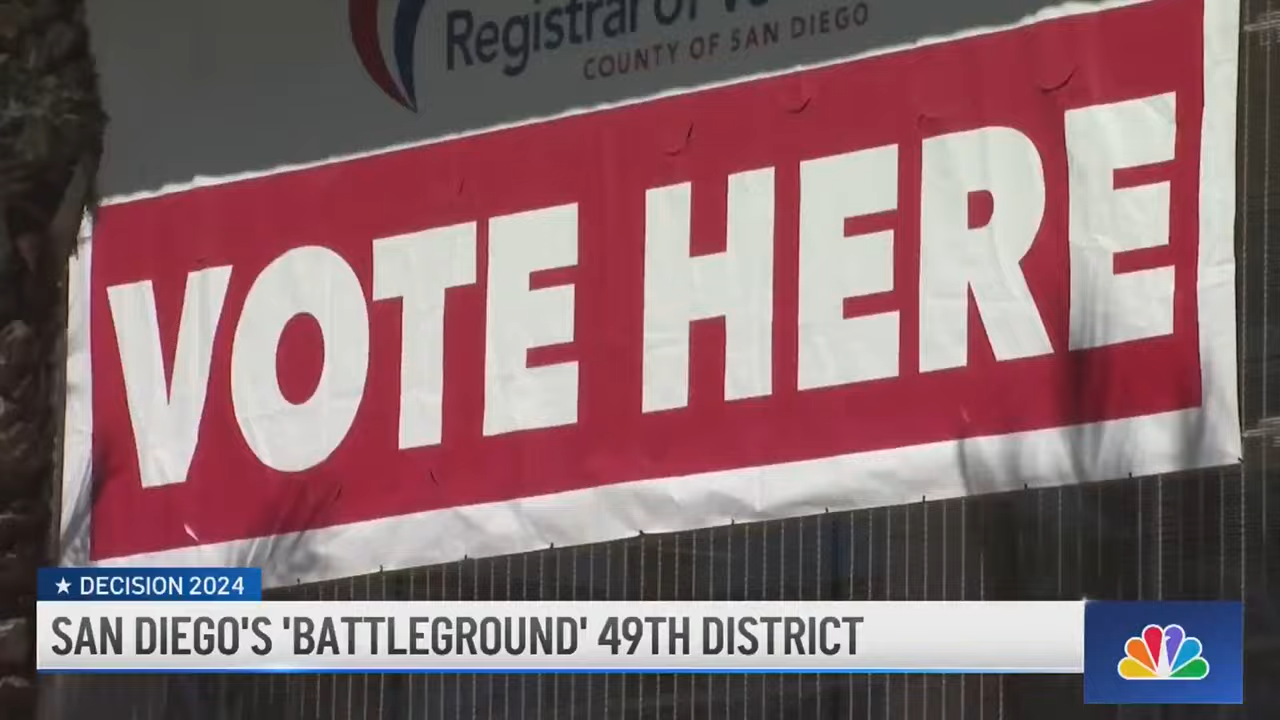 Registrar of
COUNTY OF SAN DIEGO
VOTE HERE
★ DECISION 2024
SAN DIEGO'S 'BATTLEGROUND' 49TH DISTRICT